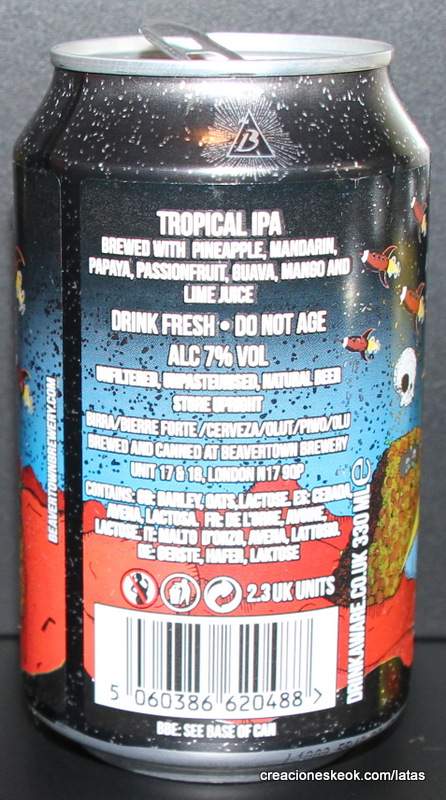 B
TROPICAL IPA
BREWED WITH PINEAPPLE, MANDARIN,
PAPAYA, PASSIONFRUIT, GUAVA, MANGO AND
LIME JUICE
DRINK FRESH • DO NOT AGE
ALC 7% VOL
UNFILTERED, UNPASTEURISED, NATURAL BEER
STORE UPRIGHT
BIRRA/BIERE FORTE/CERVEZA/OLUT/PIWO/OLJ
BREWED AND CANNED AT BEAVERTOWN BREWERY
UNIT 17 & 18, LONDON N17 9QP
CONTAINS: GB: BARLEY, OATS, LACTOSE. ES: CEBADA,
AVENA, LACTOSA. FR: DE L'ORGE, AVOINE,
LACTOSE IT: MALTO D'ORZO, AVENA, LATTOSIO.
DE: GERSTE, HAFER, LAKTOSE
2.3 UK UNITS
5 060386 620488 >
BBE: SEE BASE OF CAN
BEAVERTOWNBREWERY.CO
DRINKAWARE.CO.UK 330 ML e
creacioneskeok.com/latas